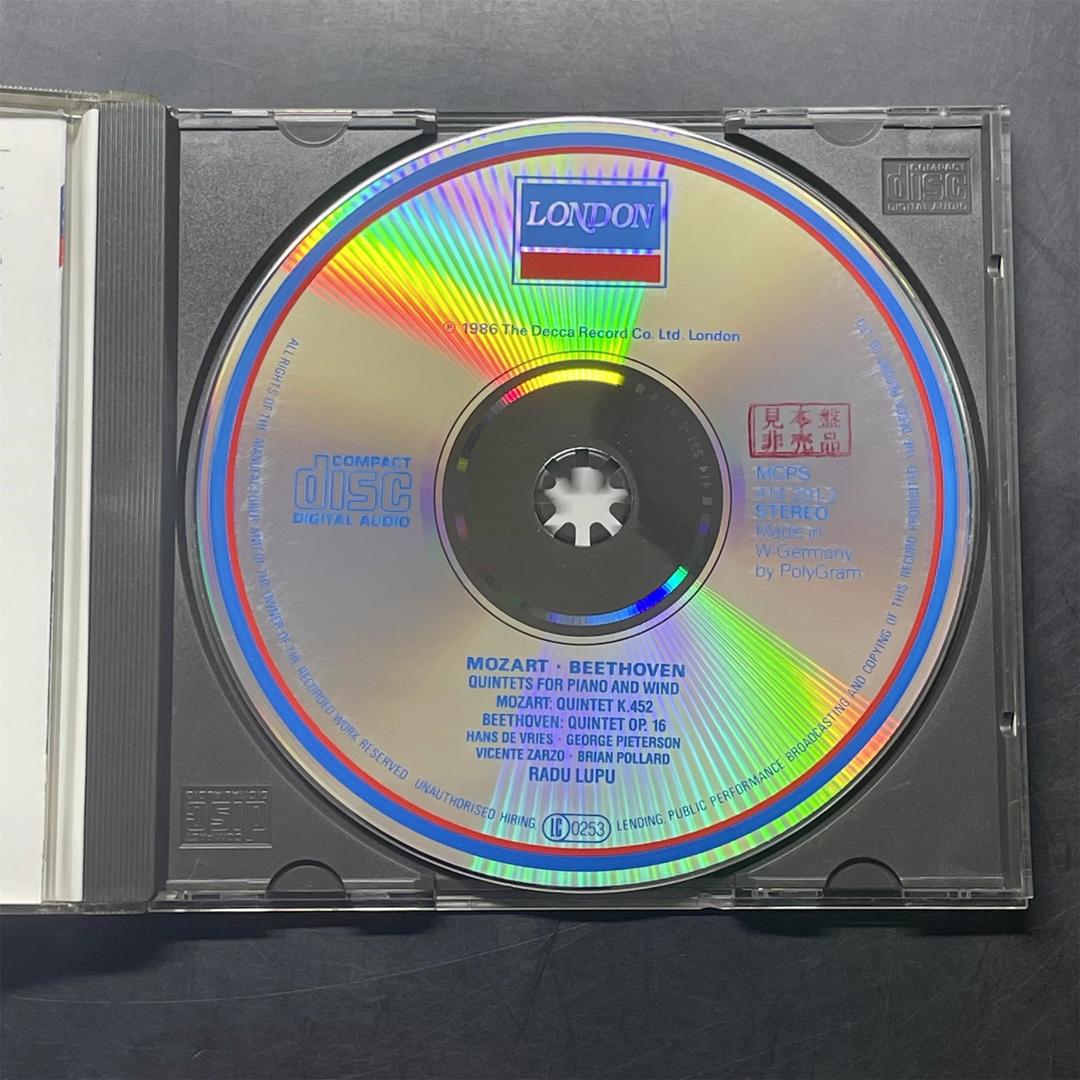 LONDON
℗ 1986 The Decca Record Co. Ltd. London
COMPACT
disc
DIGITAL AUDIO
COMPACT
disc
DIGITAL AUDIO
見本盤
非売品
MCPS
414 291-2
STEREO
Made in
W-Germany
by PolyGram
MOZART · BEETHOVEN
QUINTETS FOR PIANO AND WIND
MOZART: QUINTET K.452
BEETHOVEN: QUINTET OP. 16
HANS DE VRIES · GEORGE PIETERSON
VICENTE ZARZO · BRIAN POLLARD
RADU LUPU
LC 0253
ALL RIGHTS OF THE MANUFACTURER AND OF THE OWNER OF THE RECORDED WORK RESERVED UNAUTHORISED HIRING, LENDING, PUBLIC PERFORMANCE BROADCASTING AND COPYING OF THIS RECORD PROHIBITED